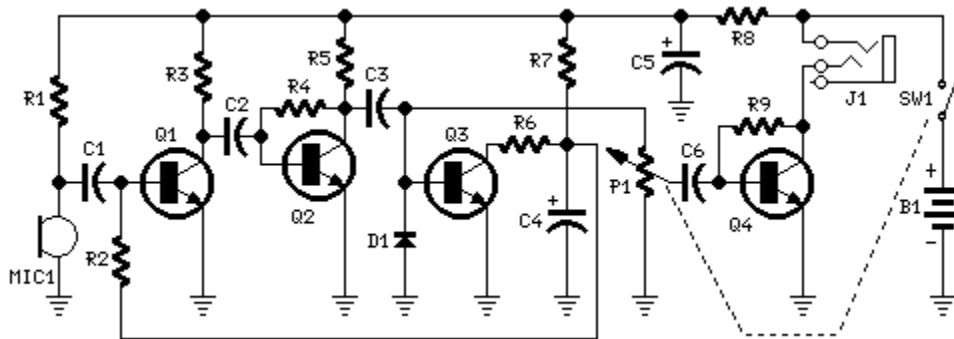 R1
R3
R5
R7
R8
C5
J1
SW1
C2
R4
C3
R6
R9
C1
Q1
Q3
C6
+
+
+
P1
Q2
C4
Q4
B1
-
MIC1
R2
D1